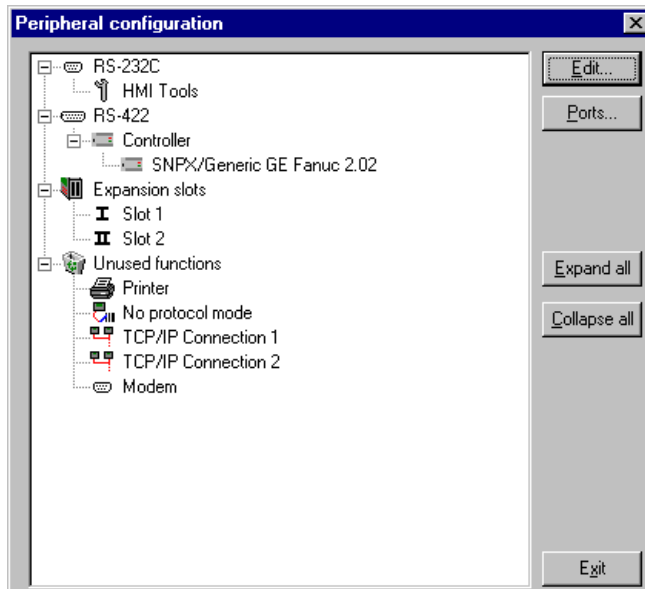 Peripheral configuration
RS-232C
HMI Tools
RS-422
Controller
SNPX/Generic GE Fanuc 2.02
Expansion slots
I Slot 1
II Slot 2
Unused functions
Printer
No protocol mode
TCP/IP Connection 1
TCP/IP Connection 2
Modem
Edit...
Ports...
Expand all
Collapse all
Exit